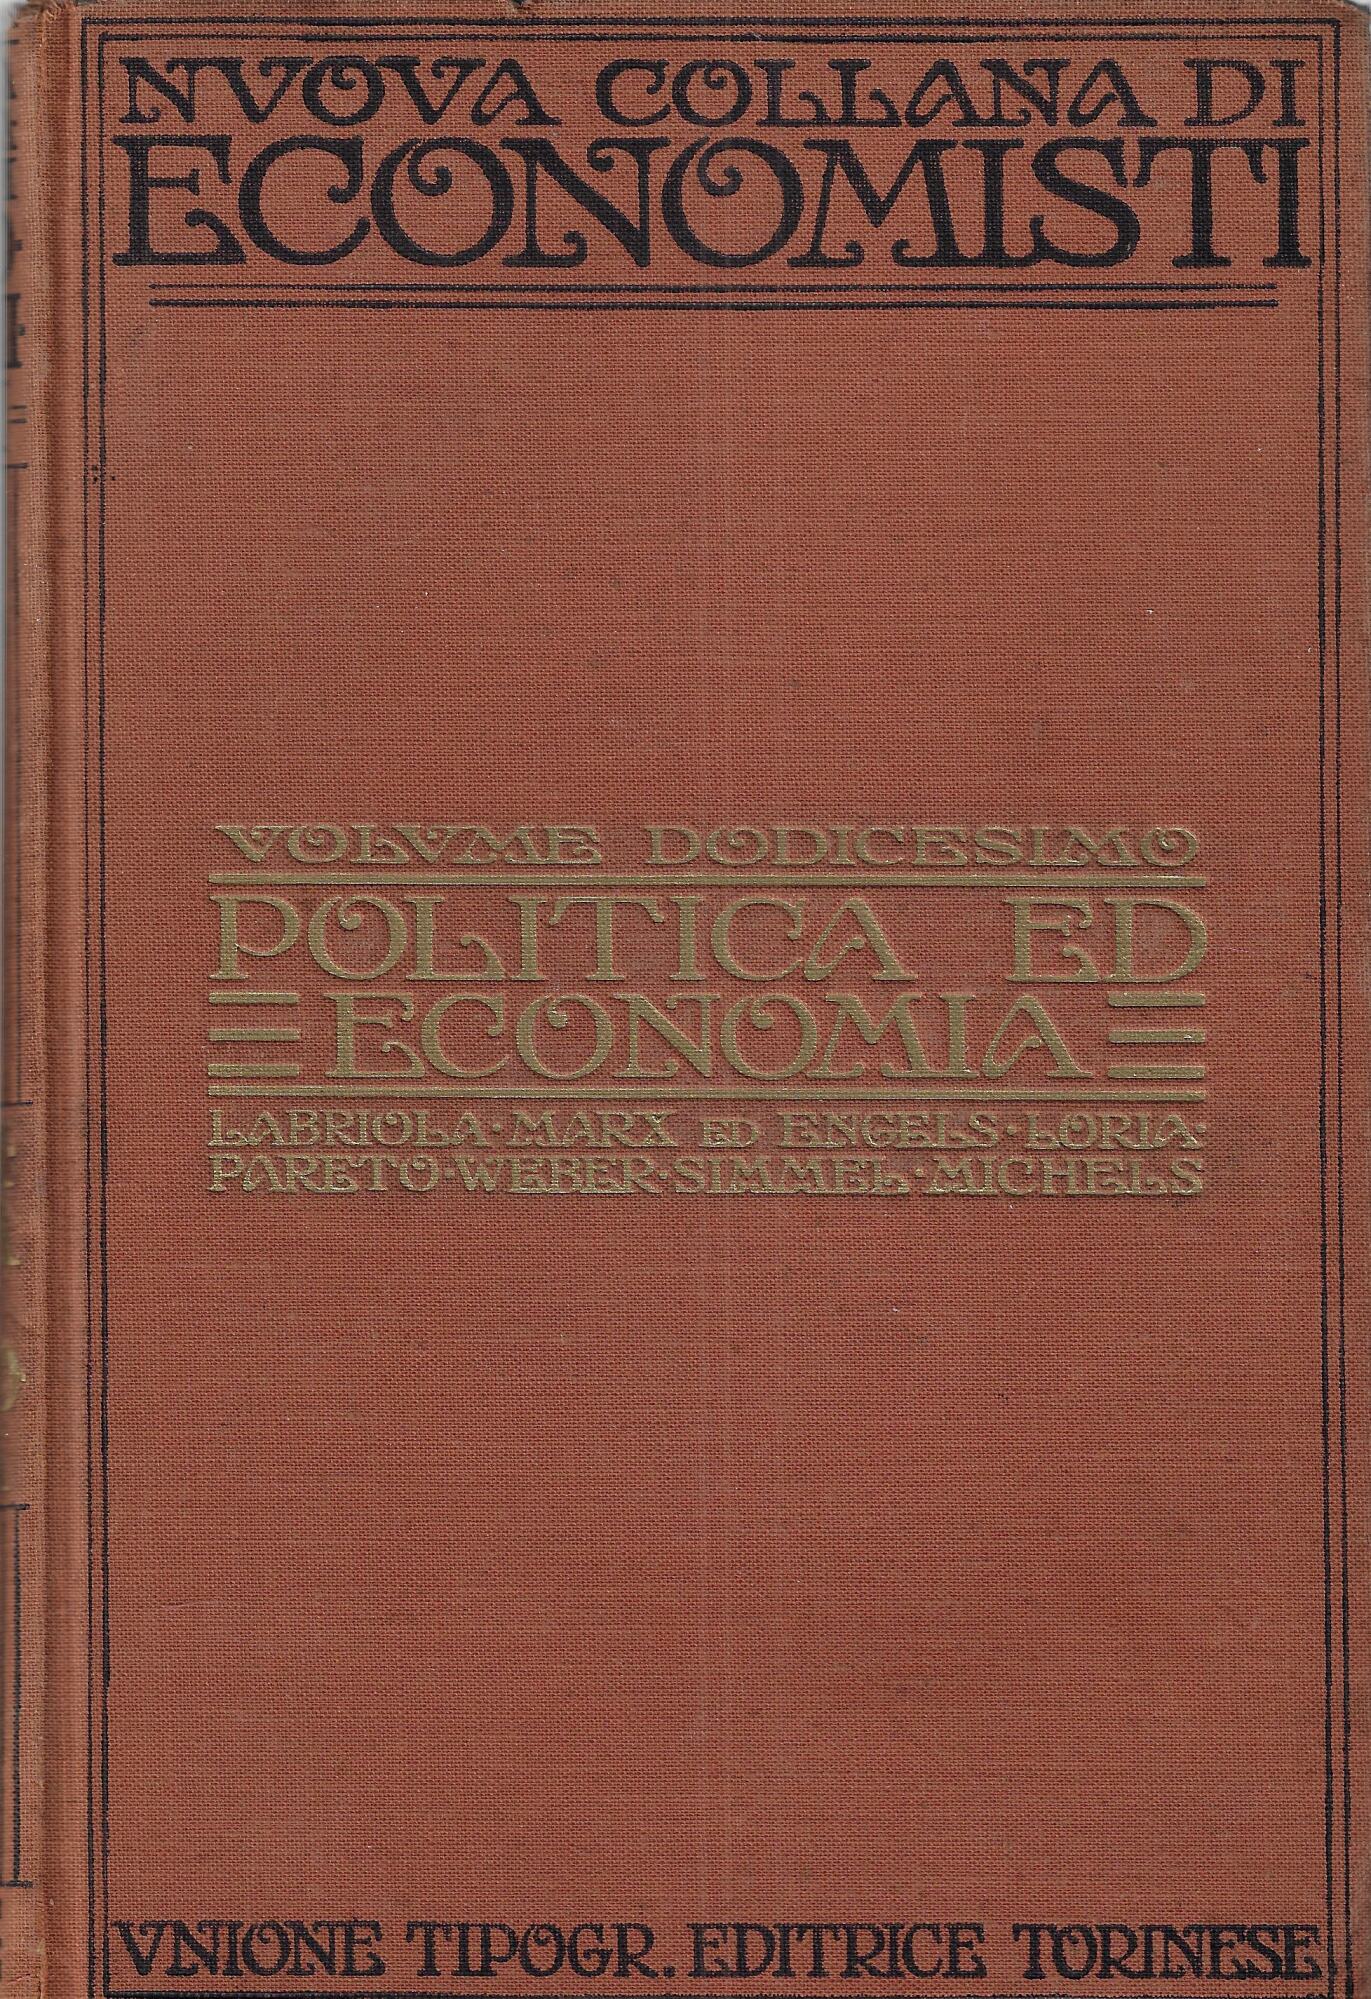 NVOVA COLLANA DI
ECONOMISTI
VOLVME DODICESIMO
POLITICA ED
ECONOMIA
LABRIOLA · MARX ED ENGELS · LORIA ·
PARETO · WEBER · SIMMEL · MICHELS
VNIONE TIPOGR. EDITRICE TORINESE